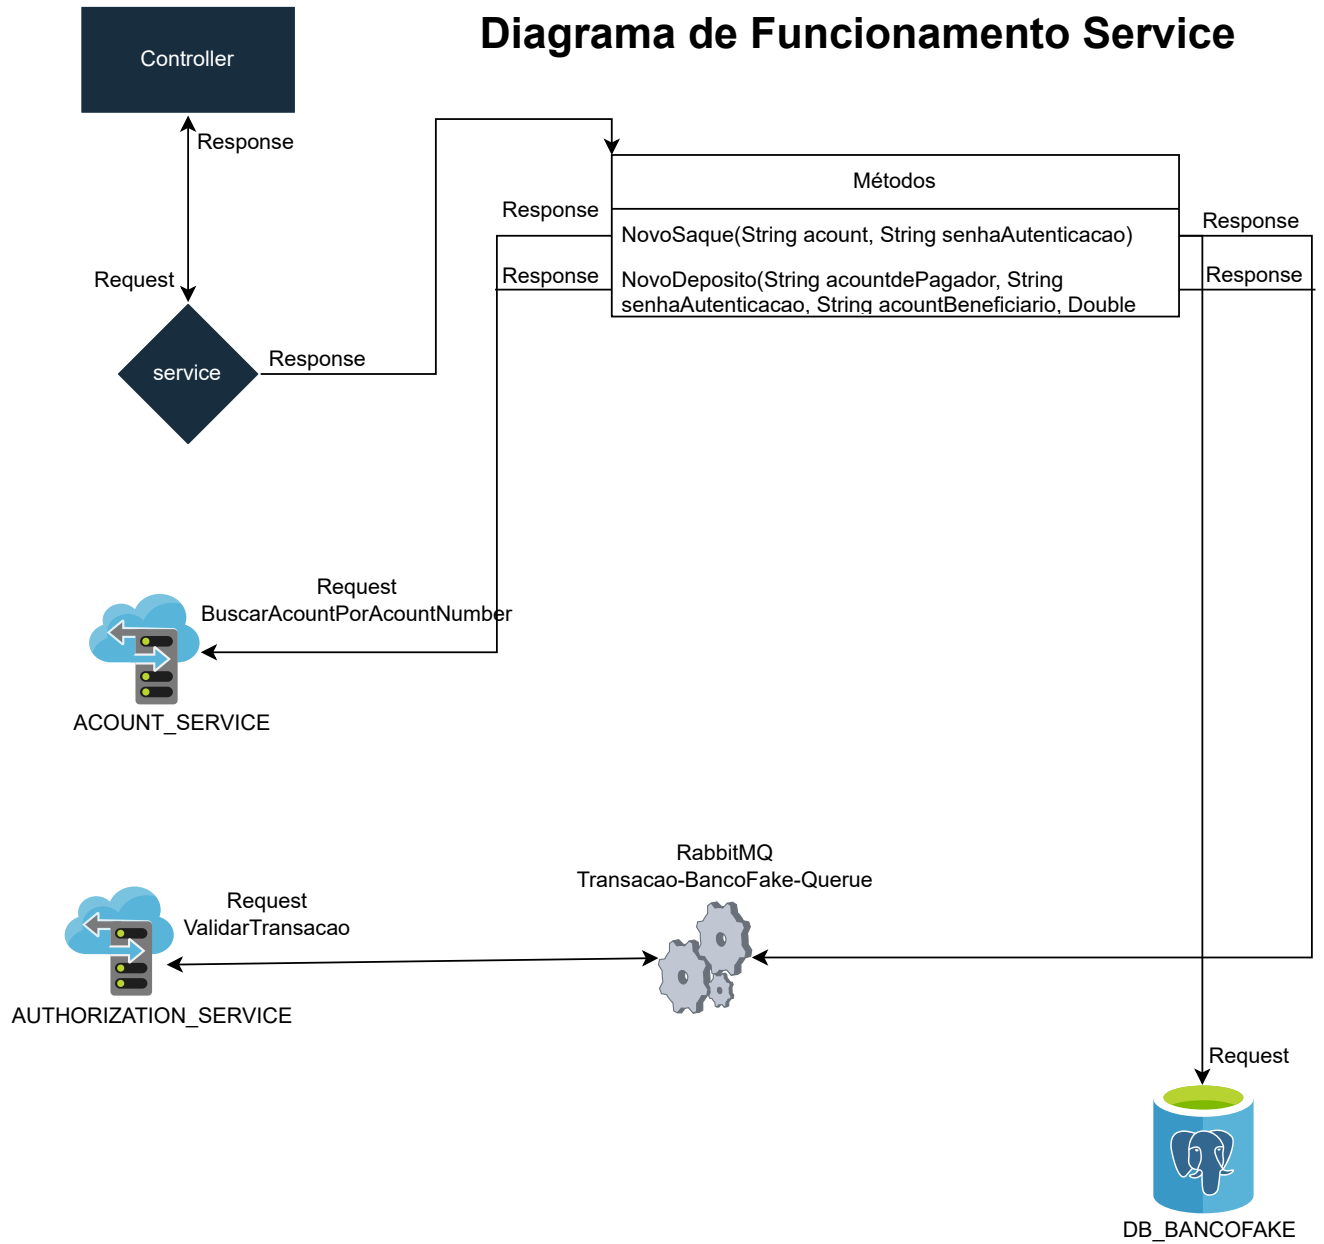 Diagrama de Funcionamento Service
Controller
Response
Request
service
Response
Métodos
Response
NovoSaque(String acount, String senhaAutenticacao)
Response
Response
NovoDeposito(String acountdePagador, String
senhaAutenticacao, String acountBeneficiario, Double
Response
Request
BuscarAcountPorAcountNumber
ACOUNT_SERVICE
RabbitMQ
Transacao-BancoFake-Querue
Request
ValidarTransacao
AUTHORIZATION_SERVICE
Request
DB_BANCOFAKE